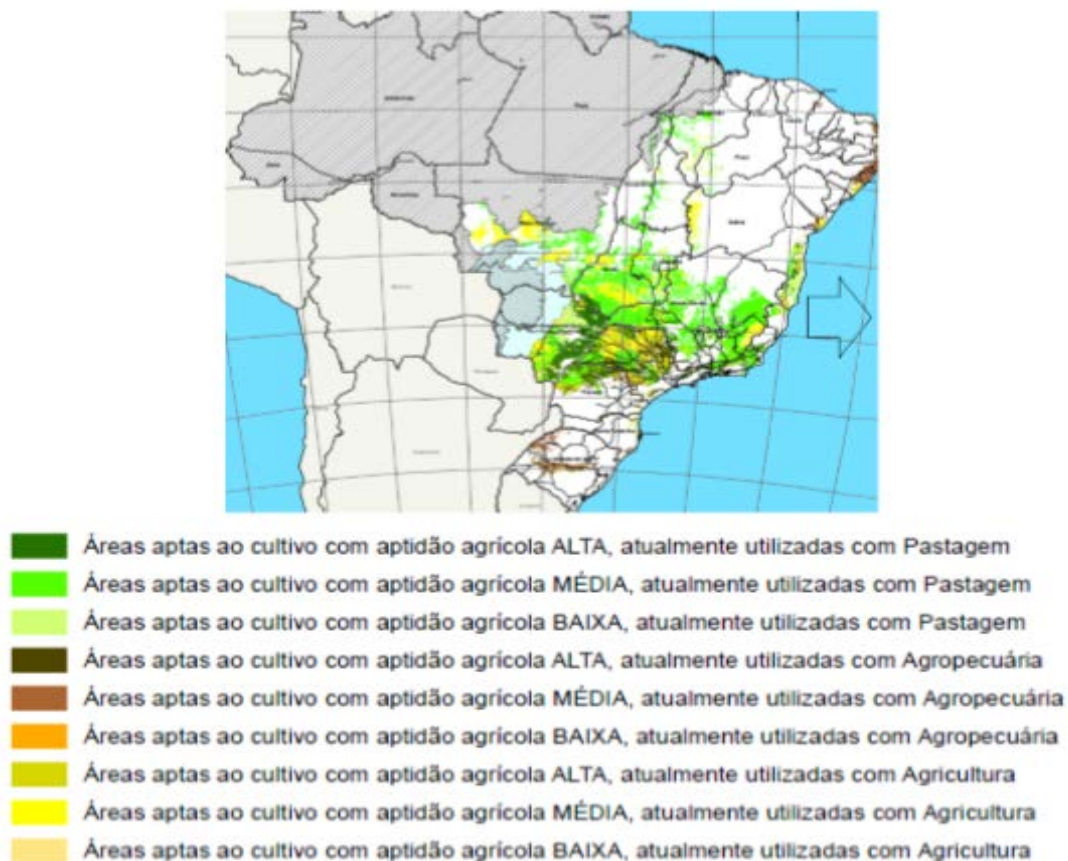 Áreas aptas ao cultivo com aptidão agrícola ALTA, atualmente utilizadas com Pastagem
Áreas aptas ao cultivo com aptidão agrícola MÉDIA, atualmente utilizadas com Pastagem
Áreas aptas ao cultivo com aptidão agrícola BAIXA, atualmente utilizadas com Pastagem
Áreas aptas ao cultivo com aptidão agrícola ALTA, atualmente utilizadas com Agropecuária
Áreas aptas ao cultivo com aptidão agrícola MÉDIA, atualmente utilizadas com Agropecuária
Áreas aptas ao cultivo com aptidão agrícola BAIXA, atualmente utilizadas com Agropecuária
Áreas aptas ao cultivo com aptidão agrícola ALTA, atualmente utilizadas com Agricultura
Áreas aptas ao cultivo com aptidão agrícola MÉDIA, atualmente utilizadas com Agricultura
Áreas aptas ao cultivo com aptidão agrícola BAIXA, atualmente utilizadas com Agricultura